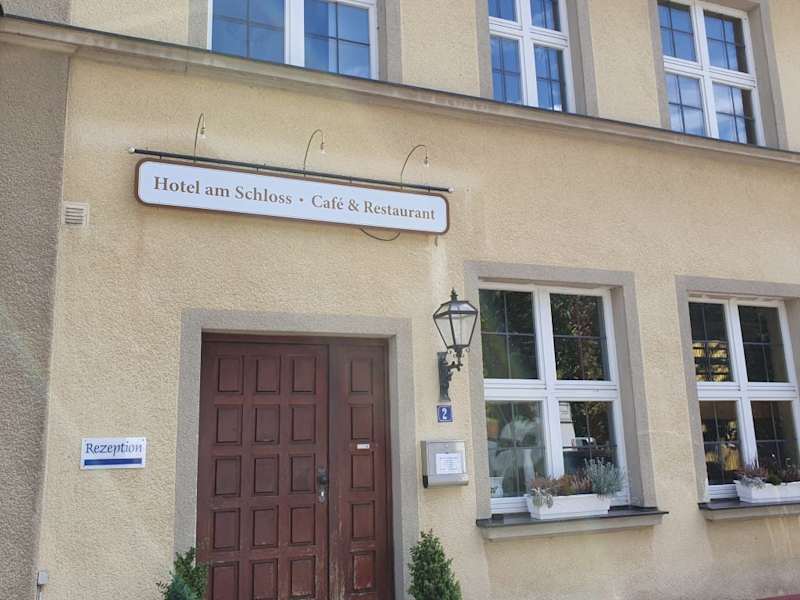 Hotel am Schloss • Café & Restaurant
Rezeption
2